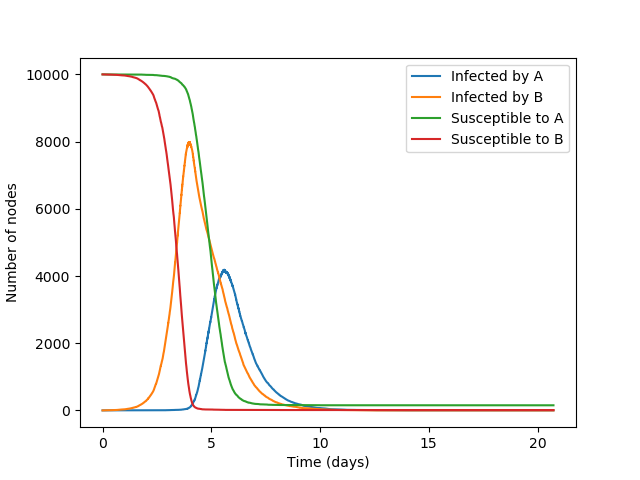 10000
8000
6000
4000
2000
0
Number of nodes
Infected by A
Infected by B
Susceptible to A
Susceptible to B
0 5 10 15 20
Time (days)